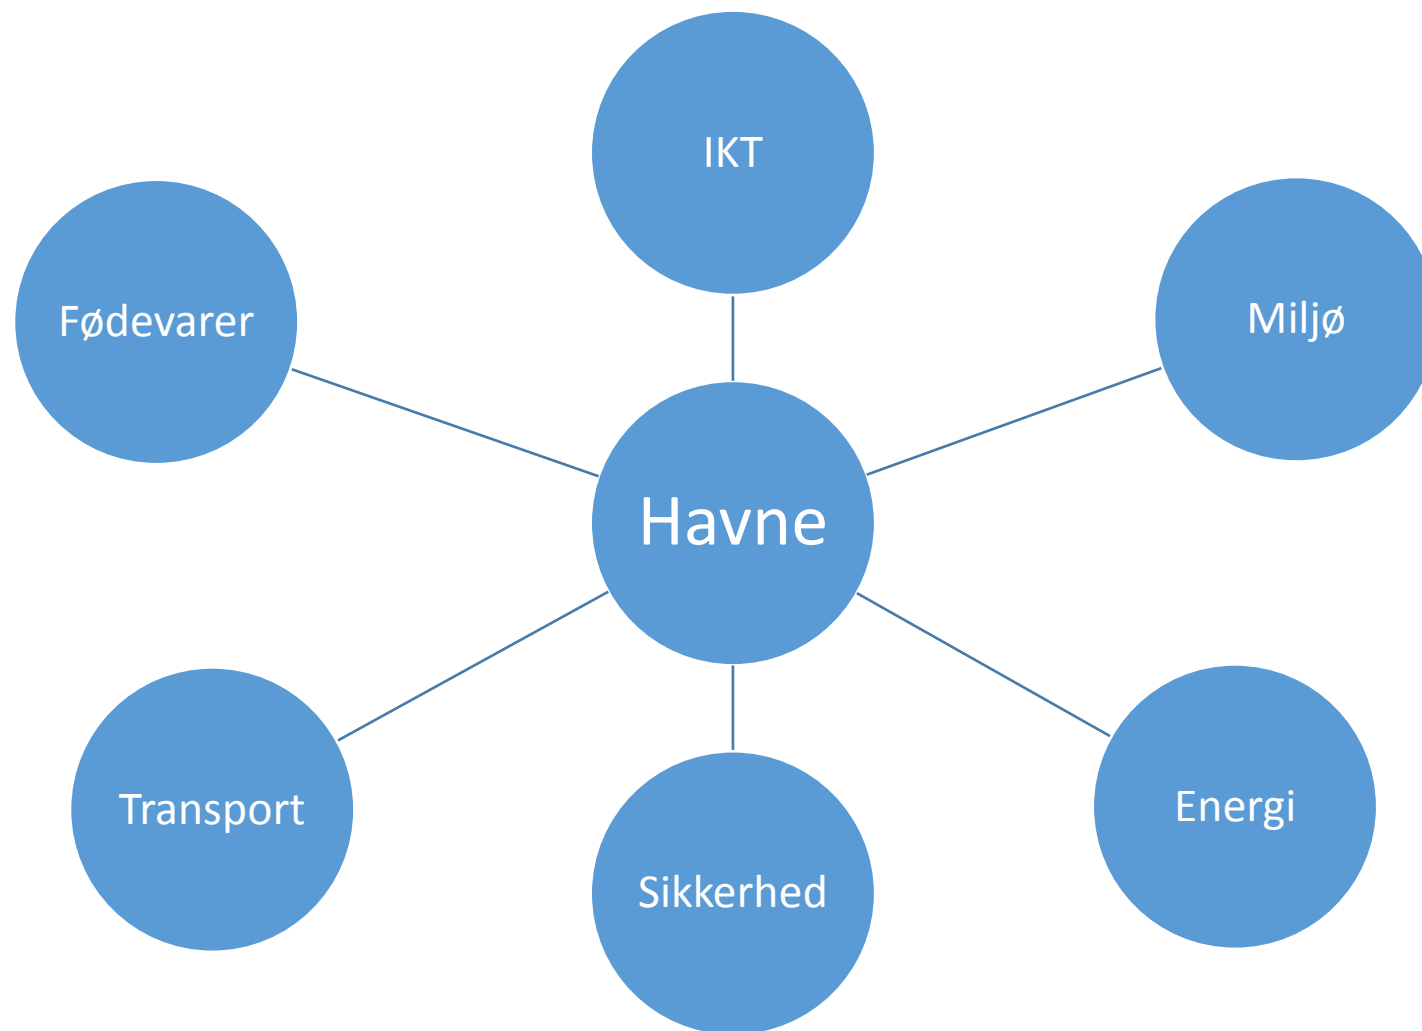 IKT
Fødevarer
Miljø
Havne
Transport
Energi
Sikkerhed